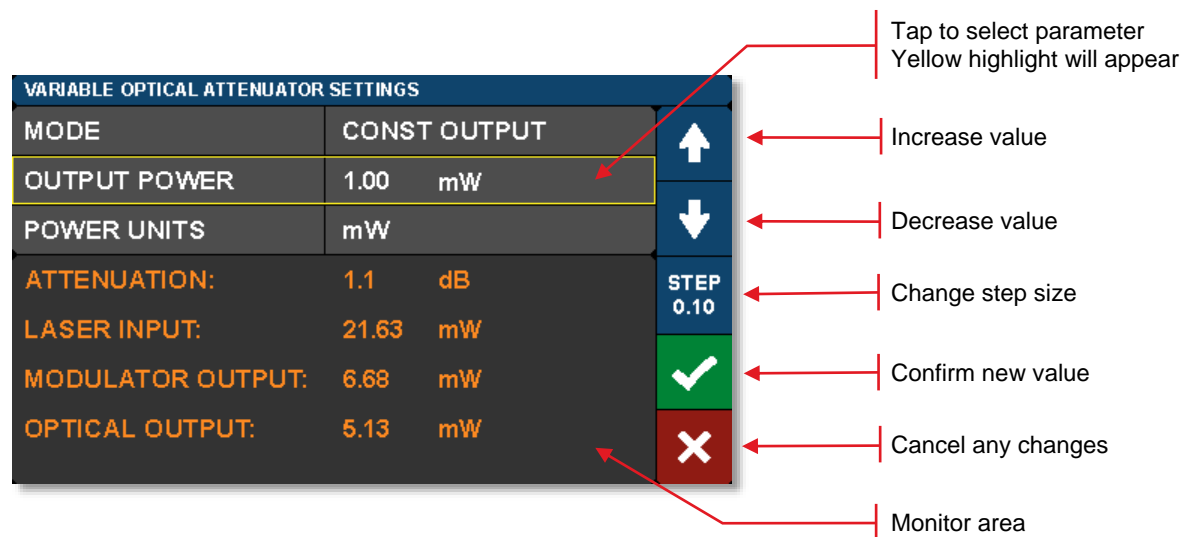 Tap to select parameter
Yellow highlight will appear
VARIABLE OPTICAL ATTENUATOR SETTINGS
MODE CONST OUTPUT
Increase value
OUTPUT POWER 1.00 mW
POWER UNITS mW
Decrease value
ATTENUATION: 1.1 dB
STEP
0.10
Change step size
LASER INPUT: 21.63 mW
MODULATOR OUTPUT: 6.68 mW
Confirm new value
OPTICAL OUTPUT: 5.13 mW
Cancel any changes
Monitor area